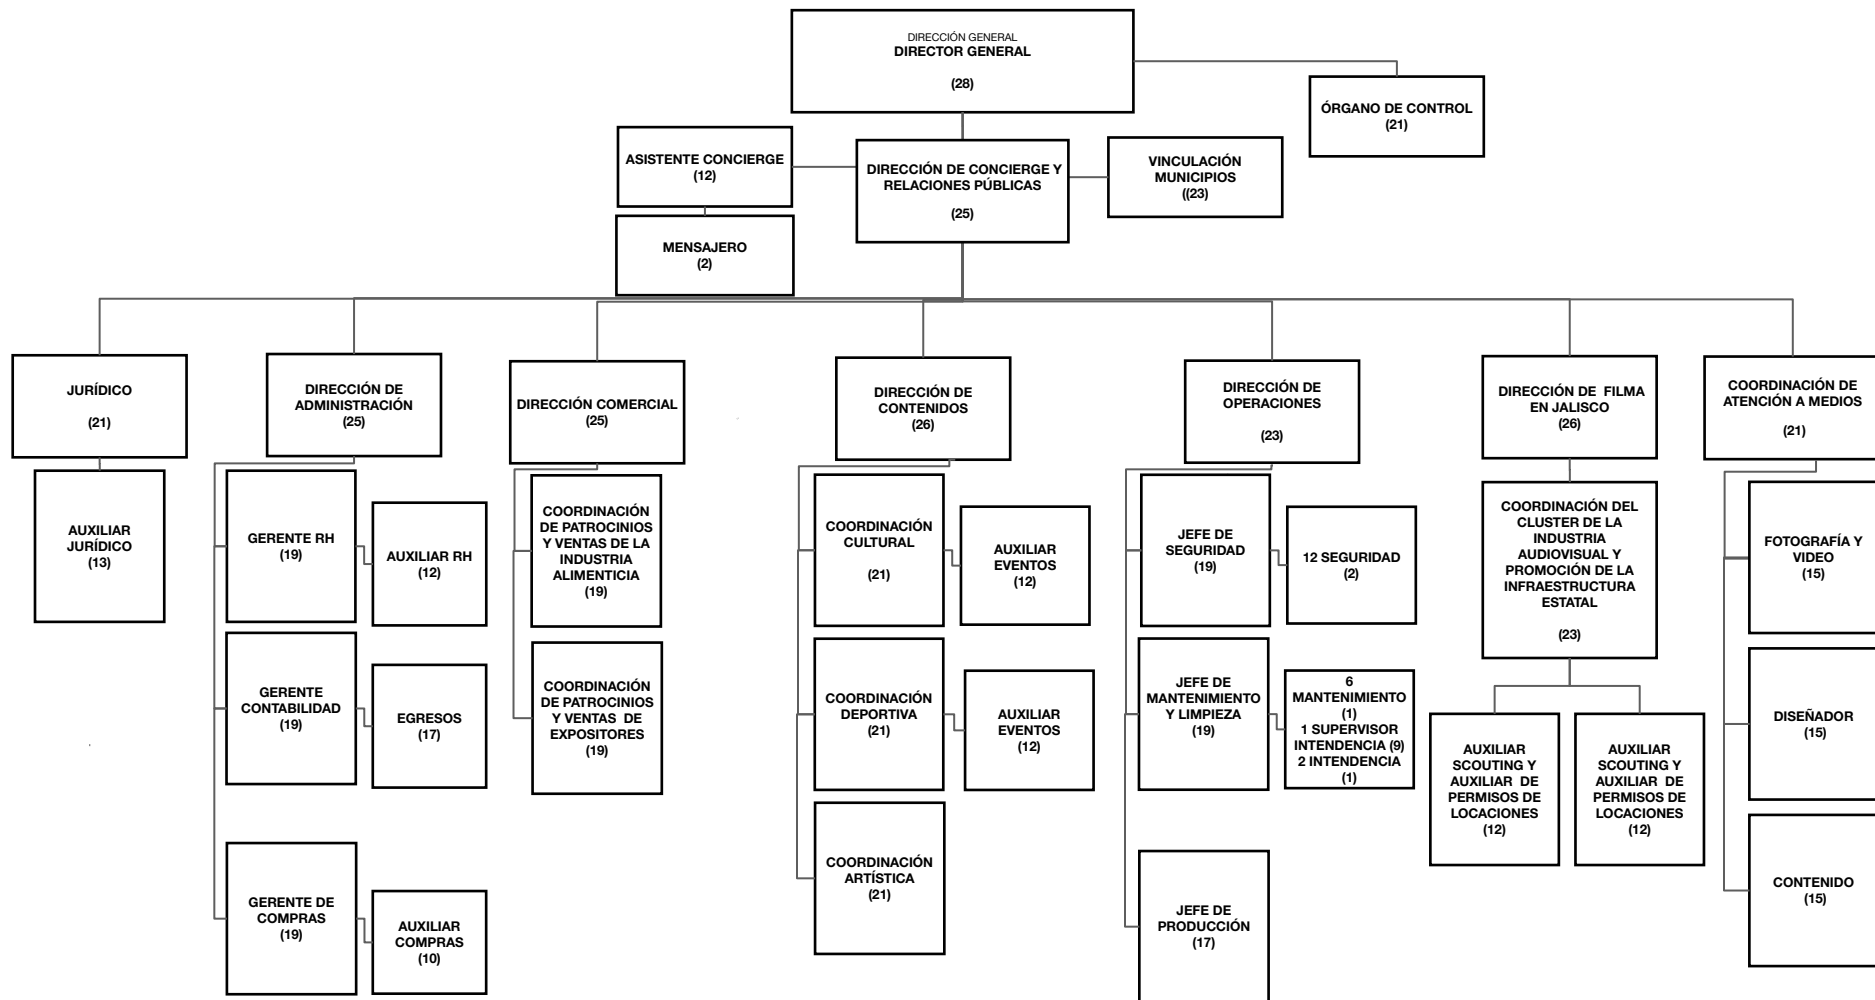 DIRECCIÓN GENERAL
DIRECTOR GENERAL
(28)
ÓRGANO DE CONTROL
(21)
ASISTENTE CONCIERGE
(12)
DIRECCIÓN DE CONCIERGE Y
RELACIONES PÚBLICAS
(25)
VINCULACIÓN
MUNICIPIOS
((23)
MENSAJERO
(2)
JURÍDICO
(21)
DIRECCIÓN DE
ADMINISTRACIÓN
(25)
DIRECCIÓN COMERCIAL
(25)
DIRECCIÓN DE
CONTENIDOS
(26)
DIRECCIÓN DE
OPERACIONES
(23)
DIRECCIÓN DE FILMA
EN JALISCO
(26)
COORDINACIÓN DE
ATENCIÓN A MEDIOS
(21)
AUXILIAR
JURÍDICO
(13)
GERENTE RH
(19)
AUXILIAR RH
(12)
COORDINACIÓN
DE PATROCINIOS
Y VENTAS DE LA
INDUSTRIA
ALIMENTICIA
(19)
COORDINACIÓN
CULTURAL
(21)
AUXILIAR
EVENTOS
(12)
JEFE DE
SEGURIDAD
(19)
12 SEGURIDAD
(2)
COORDINACIÓN DEL
CLUSTER DE LA
INDUSTRIA
AUDIOVISUAL Y
PROMOCIÓN DE LA
INFRAESTRUCTURA
ESTATAL
(23)
FOTOGRAFÍA Y
VIDEO
(15)
GERENTE
CONTABILIDAD
(19)
EGRESOS
(17)
COORDINACIÓN
DE PATROCINIOS
Y VENTAS DE
EXPOSITORES
(19)
COORDINACIÓN
DEPORTIVA
(21)
AUXILIAR
EVENTOS
(12)
JEFE DE
MANTENIMIENTO
Y LIMPIEZA
(19)
6
MANTENIMIENTO
(1)
1 SUPERVISOR
INTENDENCIA (9)
2 INTENDENCIA
(1)
AUXILIAR
SCOUTING Y
AUXILIAR DE
PERMISOS DE
LOCACIONES
(12)
AUXILIAR
SCOUTING Y
AUXILIAR DE
PERMISOS DE
LOCACIONES
(12)
DISEÑADOR
(15)
GERENTE DE
COMPRAS
(19)
AUXILIAR
COMPRAS
(10)
COORDINACIÓN
ARTÍSTICA
(21)
JEFE DE
PRODUCCIÓN
(17)
CONTENIDO
(15)